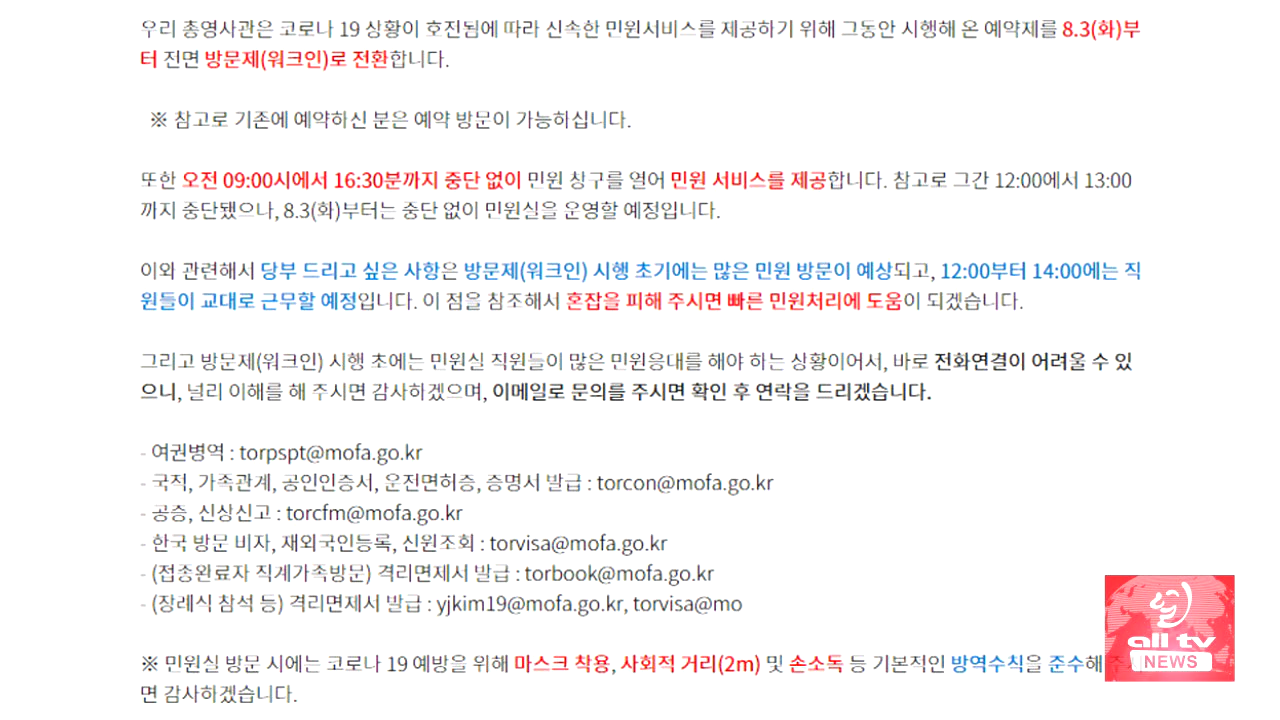 우리 총영사관은 코로나 19 상황이 호전됨에 따라 신속한 민원서비스를 제공하기 위해 그동안 시행해 온 예약제를 8.3(화)부
터 전면 방문제(워크인)로 전환합니다.
※ 참고로 기존에 예약하신 분은 예약 방문이 가능하십니다.
또한 오전 09:00시에서 16:30분까지 중단 없이 민원 창구를 열어 민원 서비스를 제공합니다. 참고로 그간 12:00에서 13:00
까지 중단됐으나, 8.3(화)부터는 중단 없이 민원실을 운영할 예정입니다.
이와 관련해서 당부 드리고 싶은 사항은 방문제(워크인) 시행 초기에는 많은 민원 방문이 예상되고, 12:00부터 14:00에는 직
원들이 교대로 근무할 예정입니다. 이 점을 참조해서 혼잡을 피해 주시면 빠른 민원처리에 도움이 되겠습니다.
그리고 방문제(워크인) 시행 초에는 민원실 직원들이 많은 민원응대를 해야 하는 상황이어서, 바로 전화연결이 어려울 수 있
으니, 널리 이해를 해 주시면 감사하겠으며, 이메일로 문의를 주시면 확인 후 연락을 드리겠습니다.
- 여권병역 : torpspt@mofa.go.kr
- 국적, 가족관계, 공인인증서, 운전면허증, 증명서 발급 : torcon@mofa.go.kr
- 공증, 신상신고 : torcfm@mofa.go.kr
- 한국 방문 비자, 재외국인등록, 신원조회 : torvisa@mofa.go.kr
- (접종완료자 직계가족방문) 격리면제서 발급 : torbook@mofa.go.kr
- (장례식 참석 등) 격리면제서 발급 : yjkim19@mofa.go.kr, torvisa@mo
※ 민원실 방문 시에는 코로나 19 예방을 위해 마스크 착용, 사회적 거리(2m) 및 손소독 등 기본적인 방역수칙을 준수해
면 감사하겠습니다.
all tv
NEWS